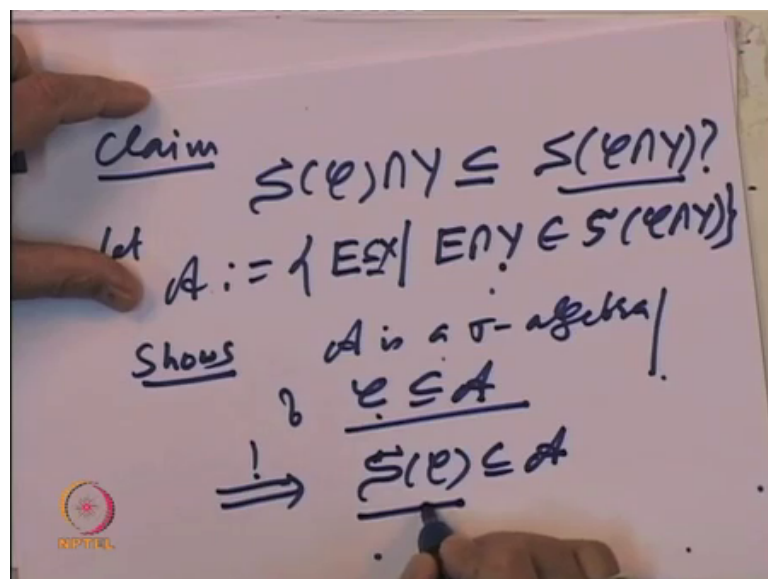 Claim
S(𝒞)∩Y ⊆ S(𝒞∩Y)?
let 𝒜 := { E⊆X | E∩Y ∈ S(𝒞∩Y)}
Shows 𝒜 is a σ-algebra
& 𝒞 ⊆ 𝒜
! ⟹ S(𝒞) ⊆ 𝒜
NPTEL